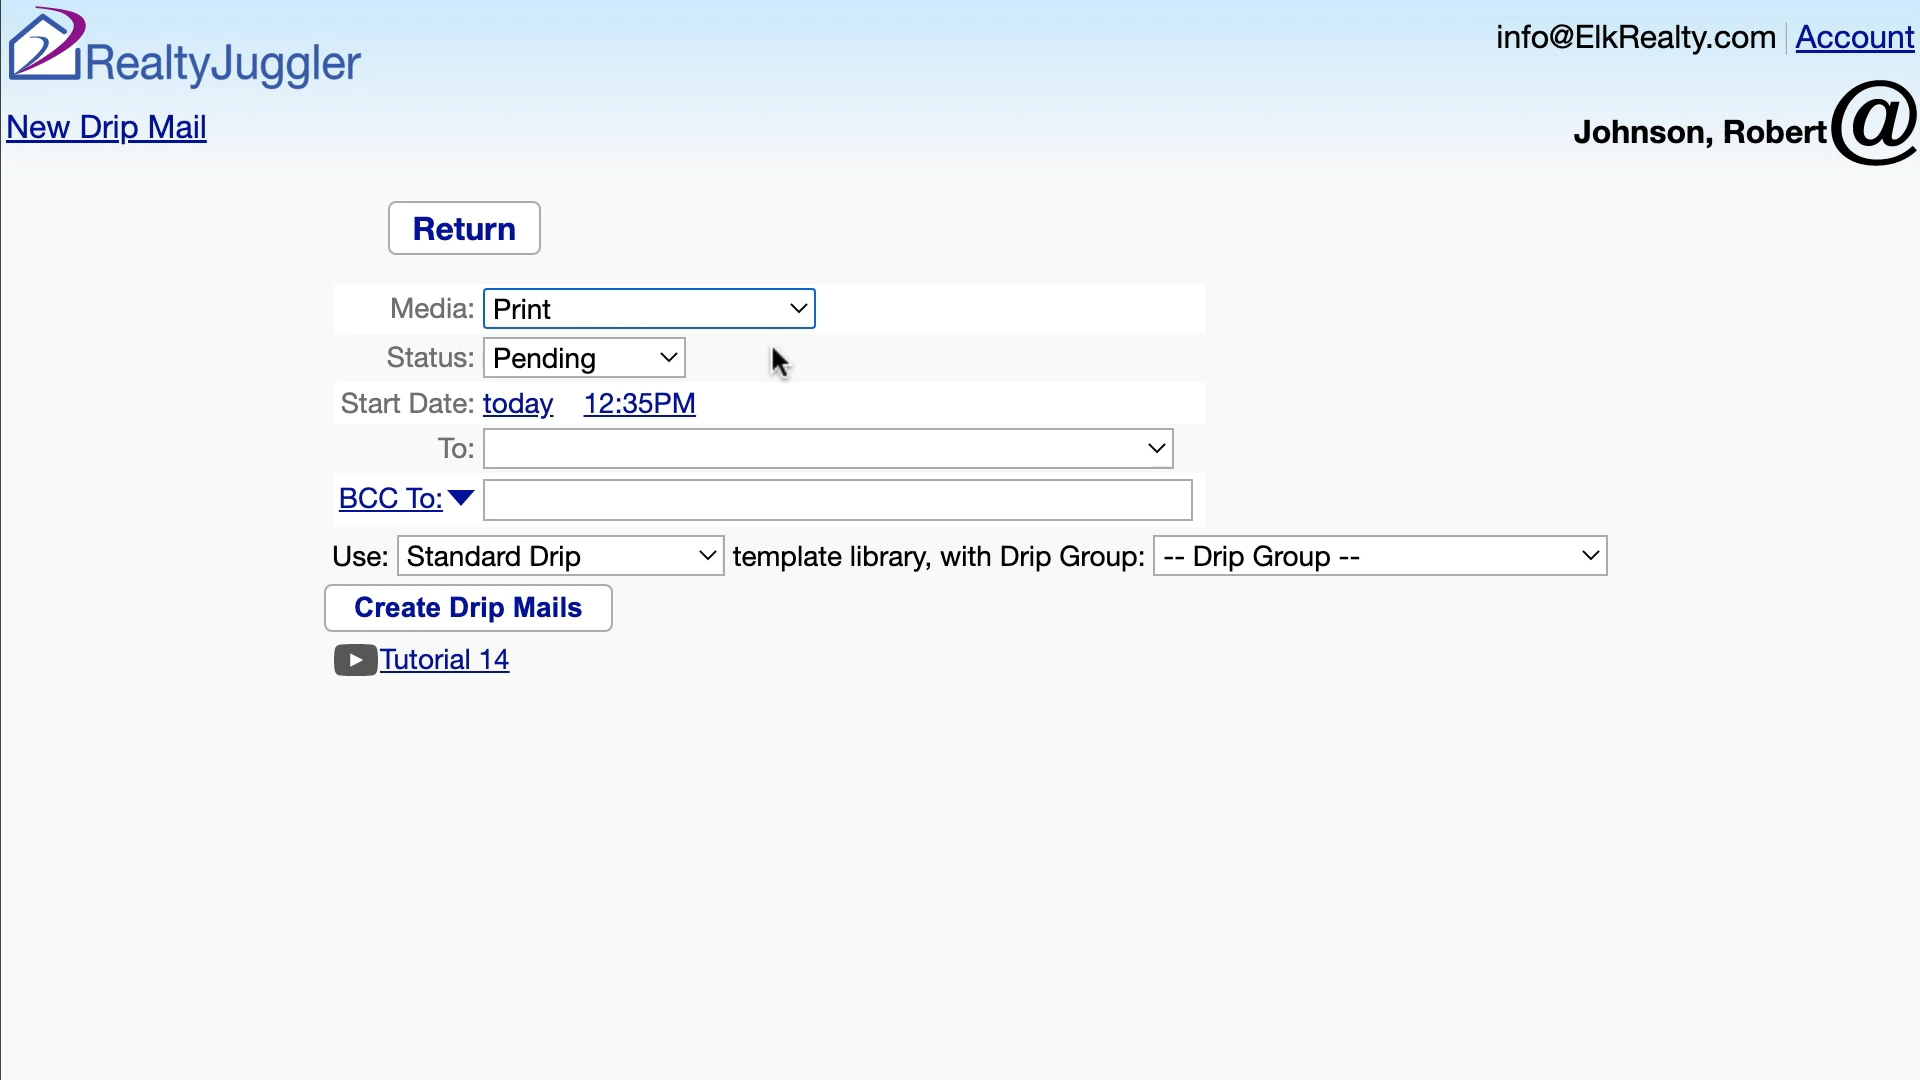 RealtyJuggler
info@ElkRealty.com Account
New Drip Mail
Johnson, Robert @
Return
Media: Print
Status: Pending
Start Date: today 12:35PM
To:
BCC To:
Use: Standard Drip template library, with Drip Group: -- Drip Group --
Create Drip Mails
Tutorial 14